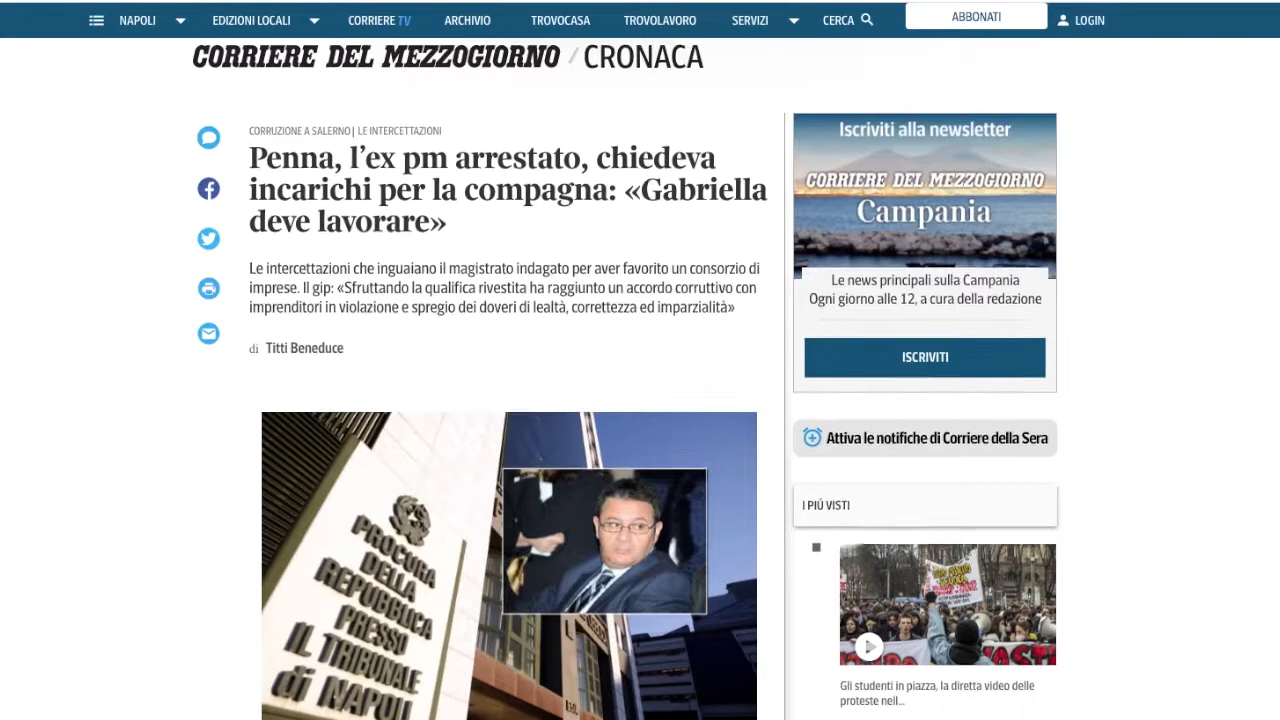 NAPOLI EDIZIONI LOCALI CORRIERE TV ARCHIVIO TROVOCASA TROVOLAVORO SERVIZI CERCA ABBONATI LOGIN
CORRIERE DEL MEZZOGIORNO / CRONACA
CORRUZIONE A SALERNO | LE INTERCETTAZIONI
Penna, l'ex pm arrestato, chiedeva
incarichi per la compagna: «Gabriella
deve lavorare»
Le intercettazioni che inguaiano il magistrato indagato per aver favorito un consorzio di
imprese. Il gip: «Sfruttando la qualifica rivestita ha raggiunto un accordo corruttivo con
imprenditori in violazione e spregio dei doveri di lealtà, correttezza ed imparzialità»
di Titti Beneduce
PROCURA
DELLA
REPUBBLICA
PRESSO
IL TRIBUNALE
di NAPOLI
Iscriviti alla newsletter
CORRIERE DEL MEZZOGIORNO
Campania
Le news principali sulla Campania
Ogni giorno alle 12, a cura della redazione
ISCRIVITI
Attiva le notifiche di Corriere della Sera
I PIÚ VISTI
Gli studenti in piazza, la diretta video delle
proteste nell...